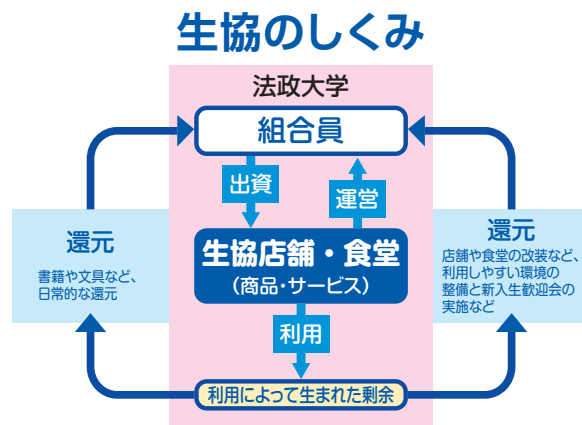 生協のしくみ
法政大学
組合員
出資
運営
還元
書籍や文具など、
日常的な還元
生協店舗・食堂
(商品・サービス)
還元
店舗や食堂の改装など、
利用しやすい環境の
整備と新入生歓迎会の
実施など
利用
利用によって生まれた剰余